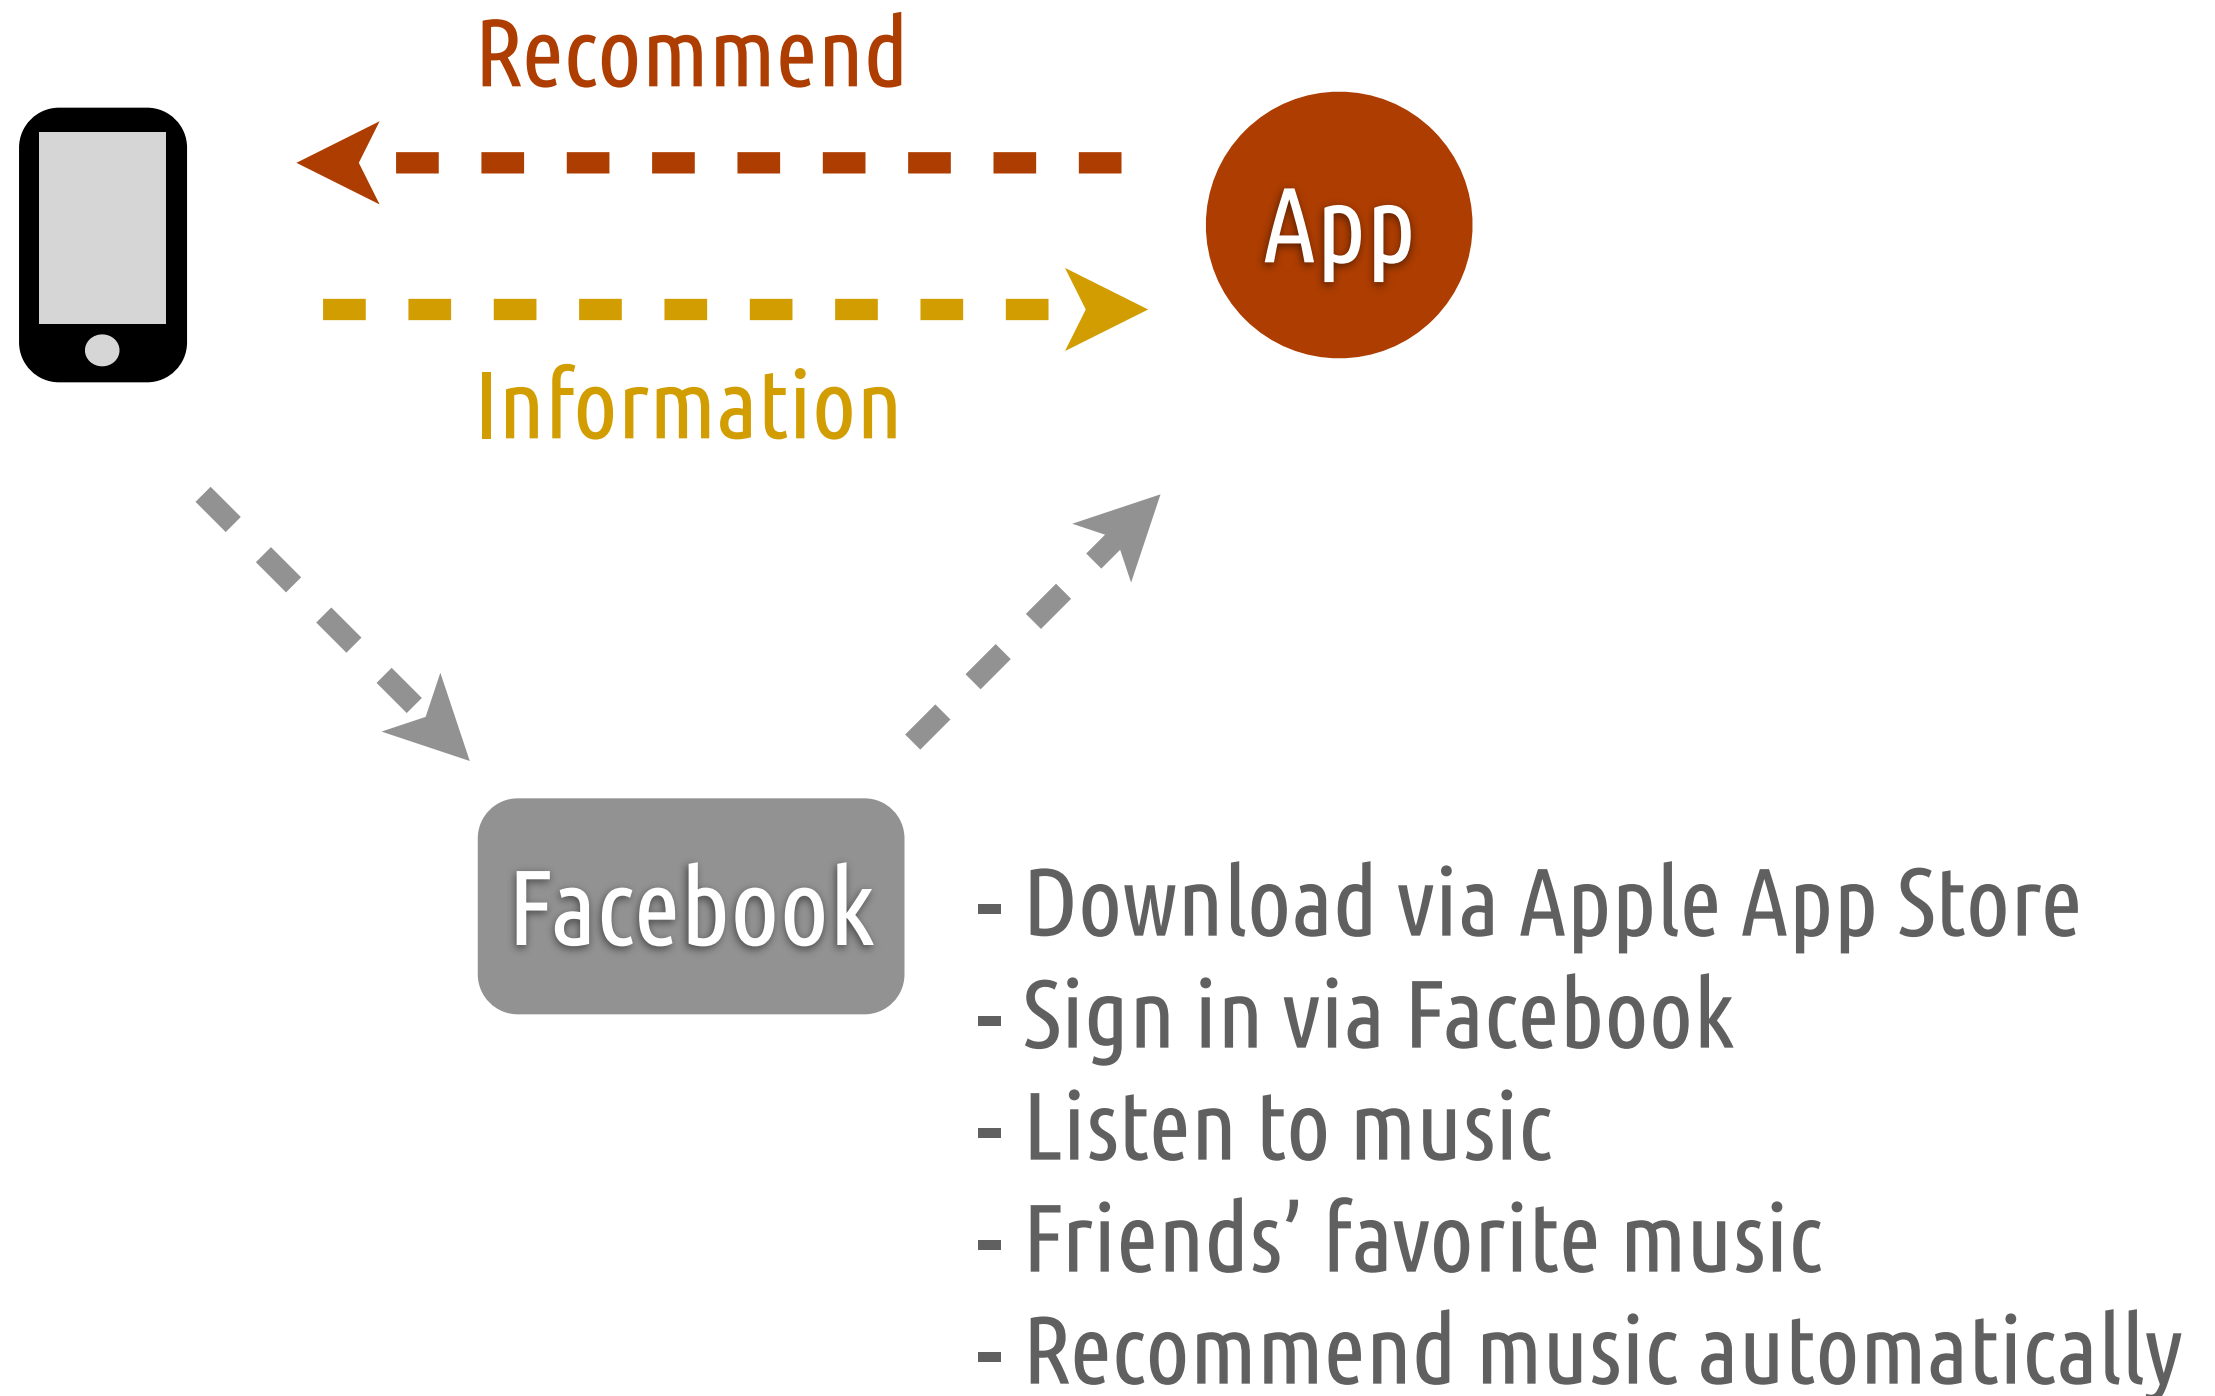 Recommend
App
Information
Facebook
- Download via Apple App Store
- Sign in via Facebook
- Listen to music
- Friends’ favorite music
- Recommend music automatically